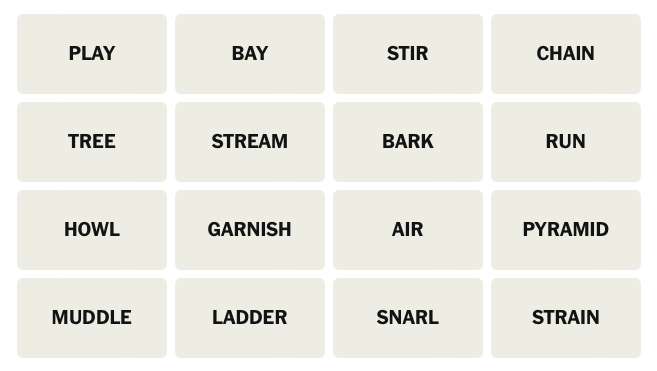 PLAY BAY STIR CHAIN
TREE STREAM BARK RUN
HOWL GARNISH AIR PYRAMID
MUDDLE LADDER SNARL STRAIN